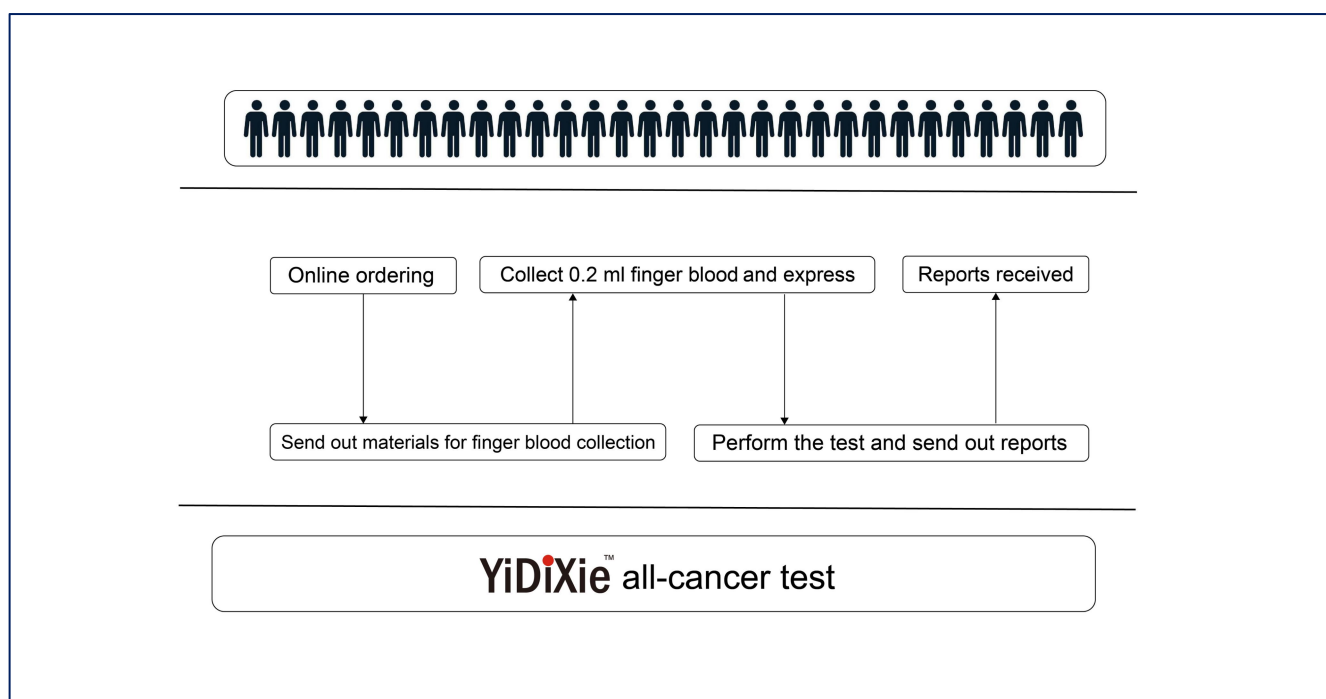 Online ordering
Collect 0.2 ml finger blood and express
Reports received
Send out materials for finger blood collection
Perform the test and send out reports
YiDiXie™ all-cancer test